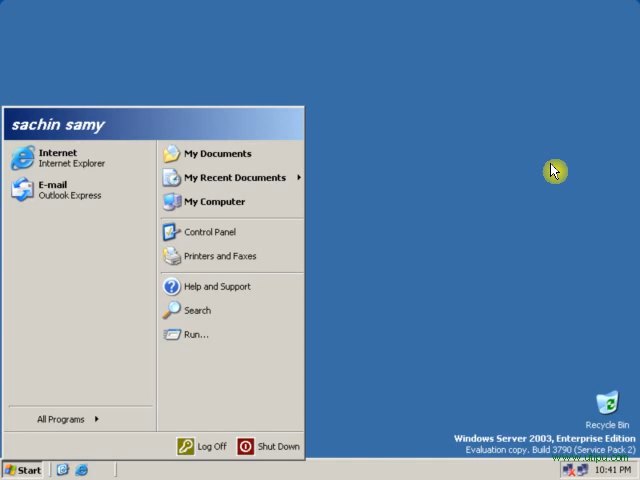 sachin samy
Internet
Internet Explorer
E-mail
Outlook Express
All Programs
My Documents
My Recent Documents
My Computer
Control Panel
Printers and Faxes
Help and Support
Search
Run...
Log Off
Shut Down
Recycle Bin
Windows Server 2003, Enterprise Edition
Evaluation copy. Build 3790 (Service Pack 2)
Start
10:41 PM